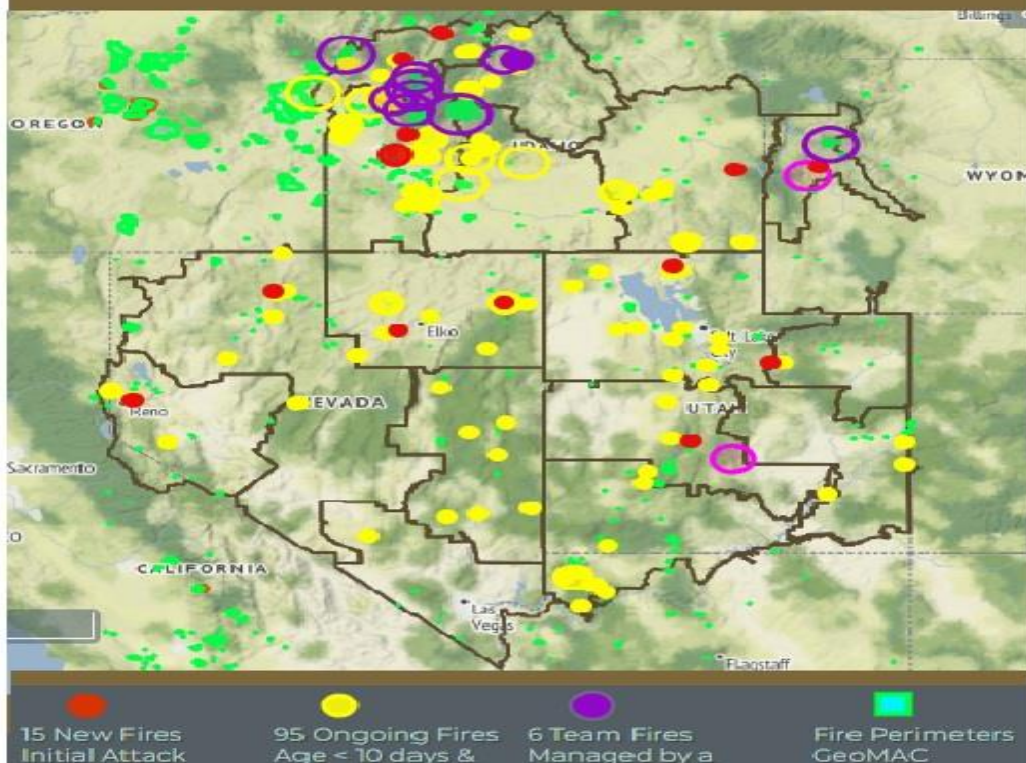 Billings
OREGON
IDAHO
WYOM
Elko
Salt Lake
City
Reno
NEVADA
UTAH
Sacramento
CALIFORNIA
Las
Vegas
Flagstaff
15 New Fires
Initial Attack
95 Ongoing Fires
Age < 10 days &
6 Team Fires
Managed by a
Fire Perimeters
GeoMAC